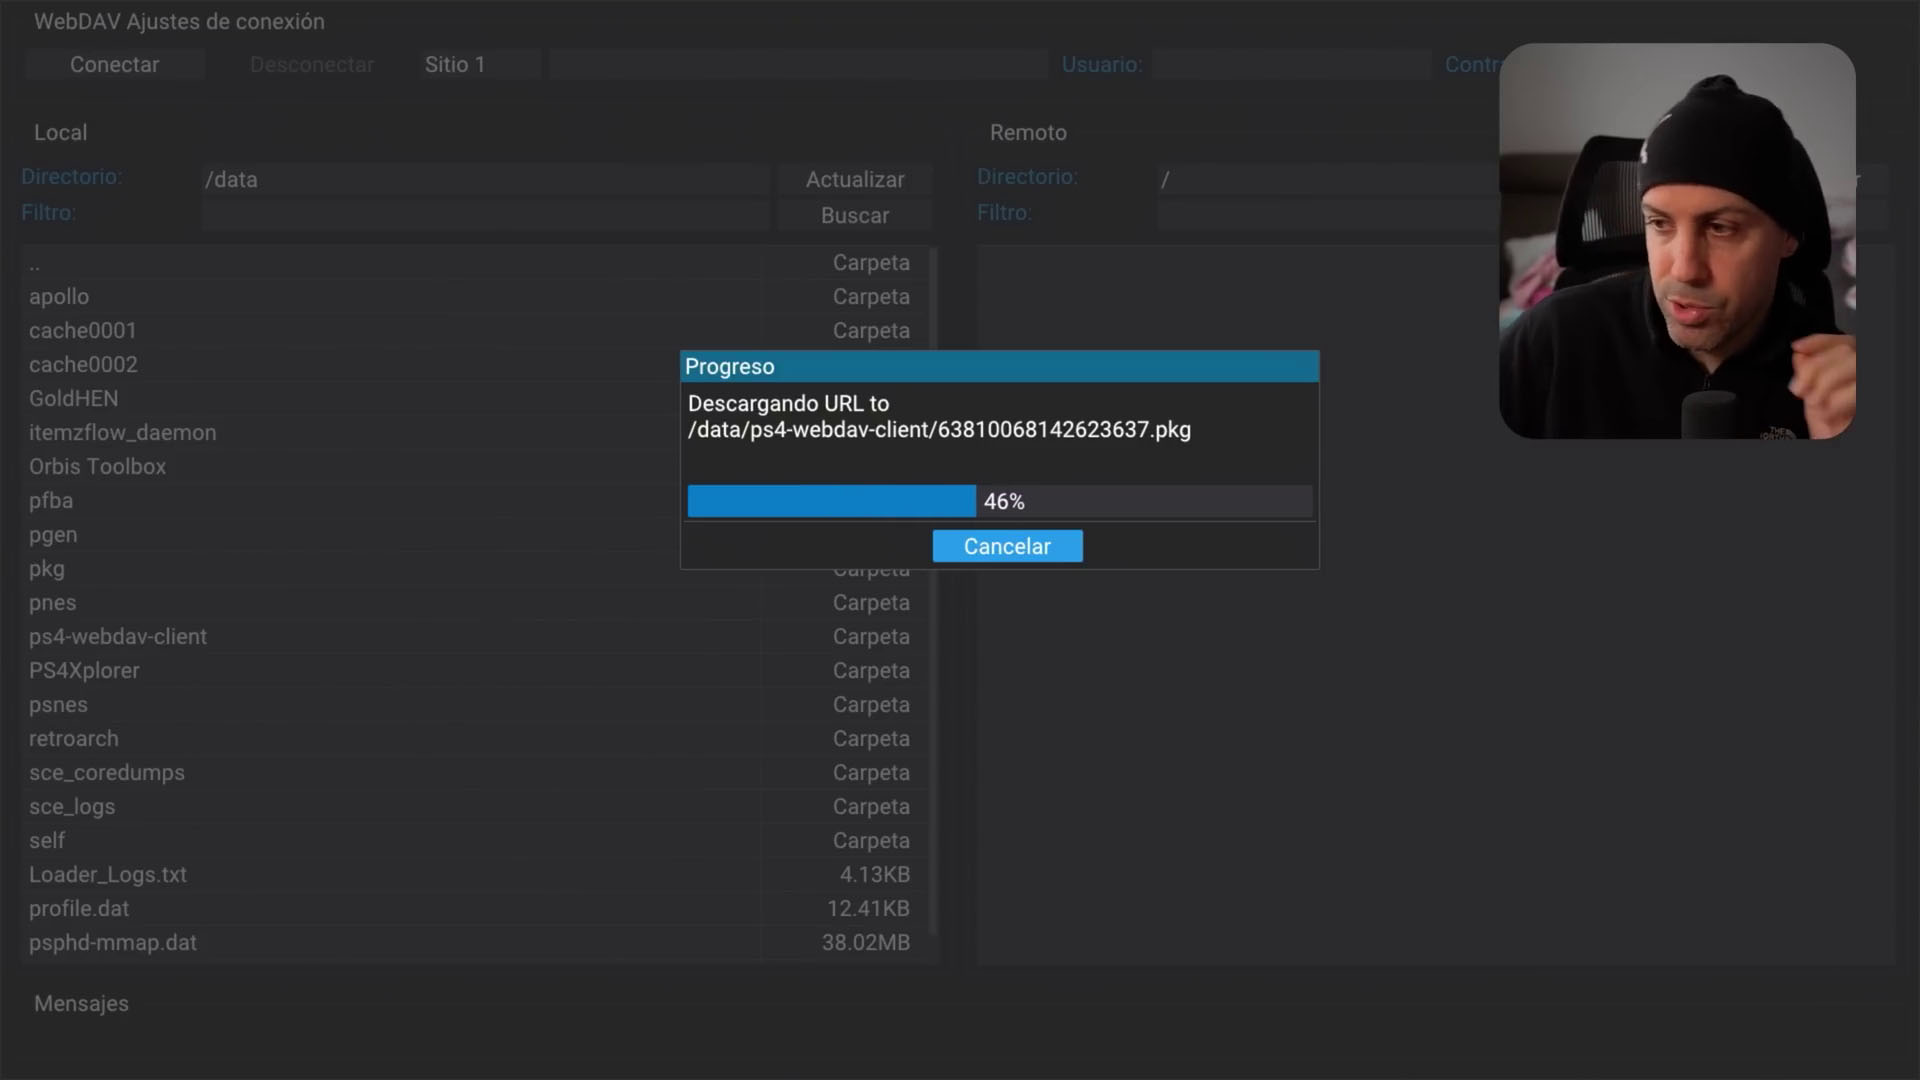 WebDAV Ajustes de conexión
Conectar Desconectar Sitio 1 Usuario: Contr
Local Remoto
Directorio: /data Actualizar Directorio: /
Filtro: Buscar Filtro:
.. Carpeta
apollo Carpeta
cache0001 Carpeta
cache0002
GoldHEN
itemzflow_daemon
Orbis Toolbox
pfba
pgen
pkg Carpeta
pnes Carpeta
ps4-webdav-client Carpeta
PS4Xplorer Carpeta
psnes Carpeta
retroarch Carpeta
sce_coredumps Carpeta
sce_logs Carpeta
self Carpeta
Loader_Logs.txt 4.13KB
profile.dat 12.41KB
psphd-mmap.dat 38.02MB
Mensajes
Progreso
Descargando URL to
/data/ps4-webdav-client/63810068142623637.pkg
46%
Cancelar
THE